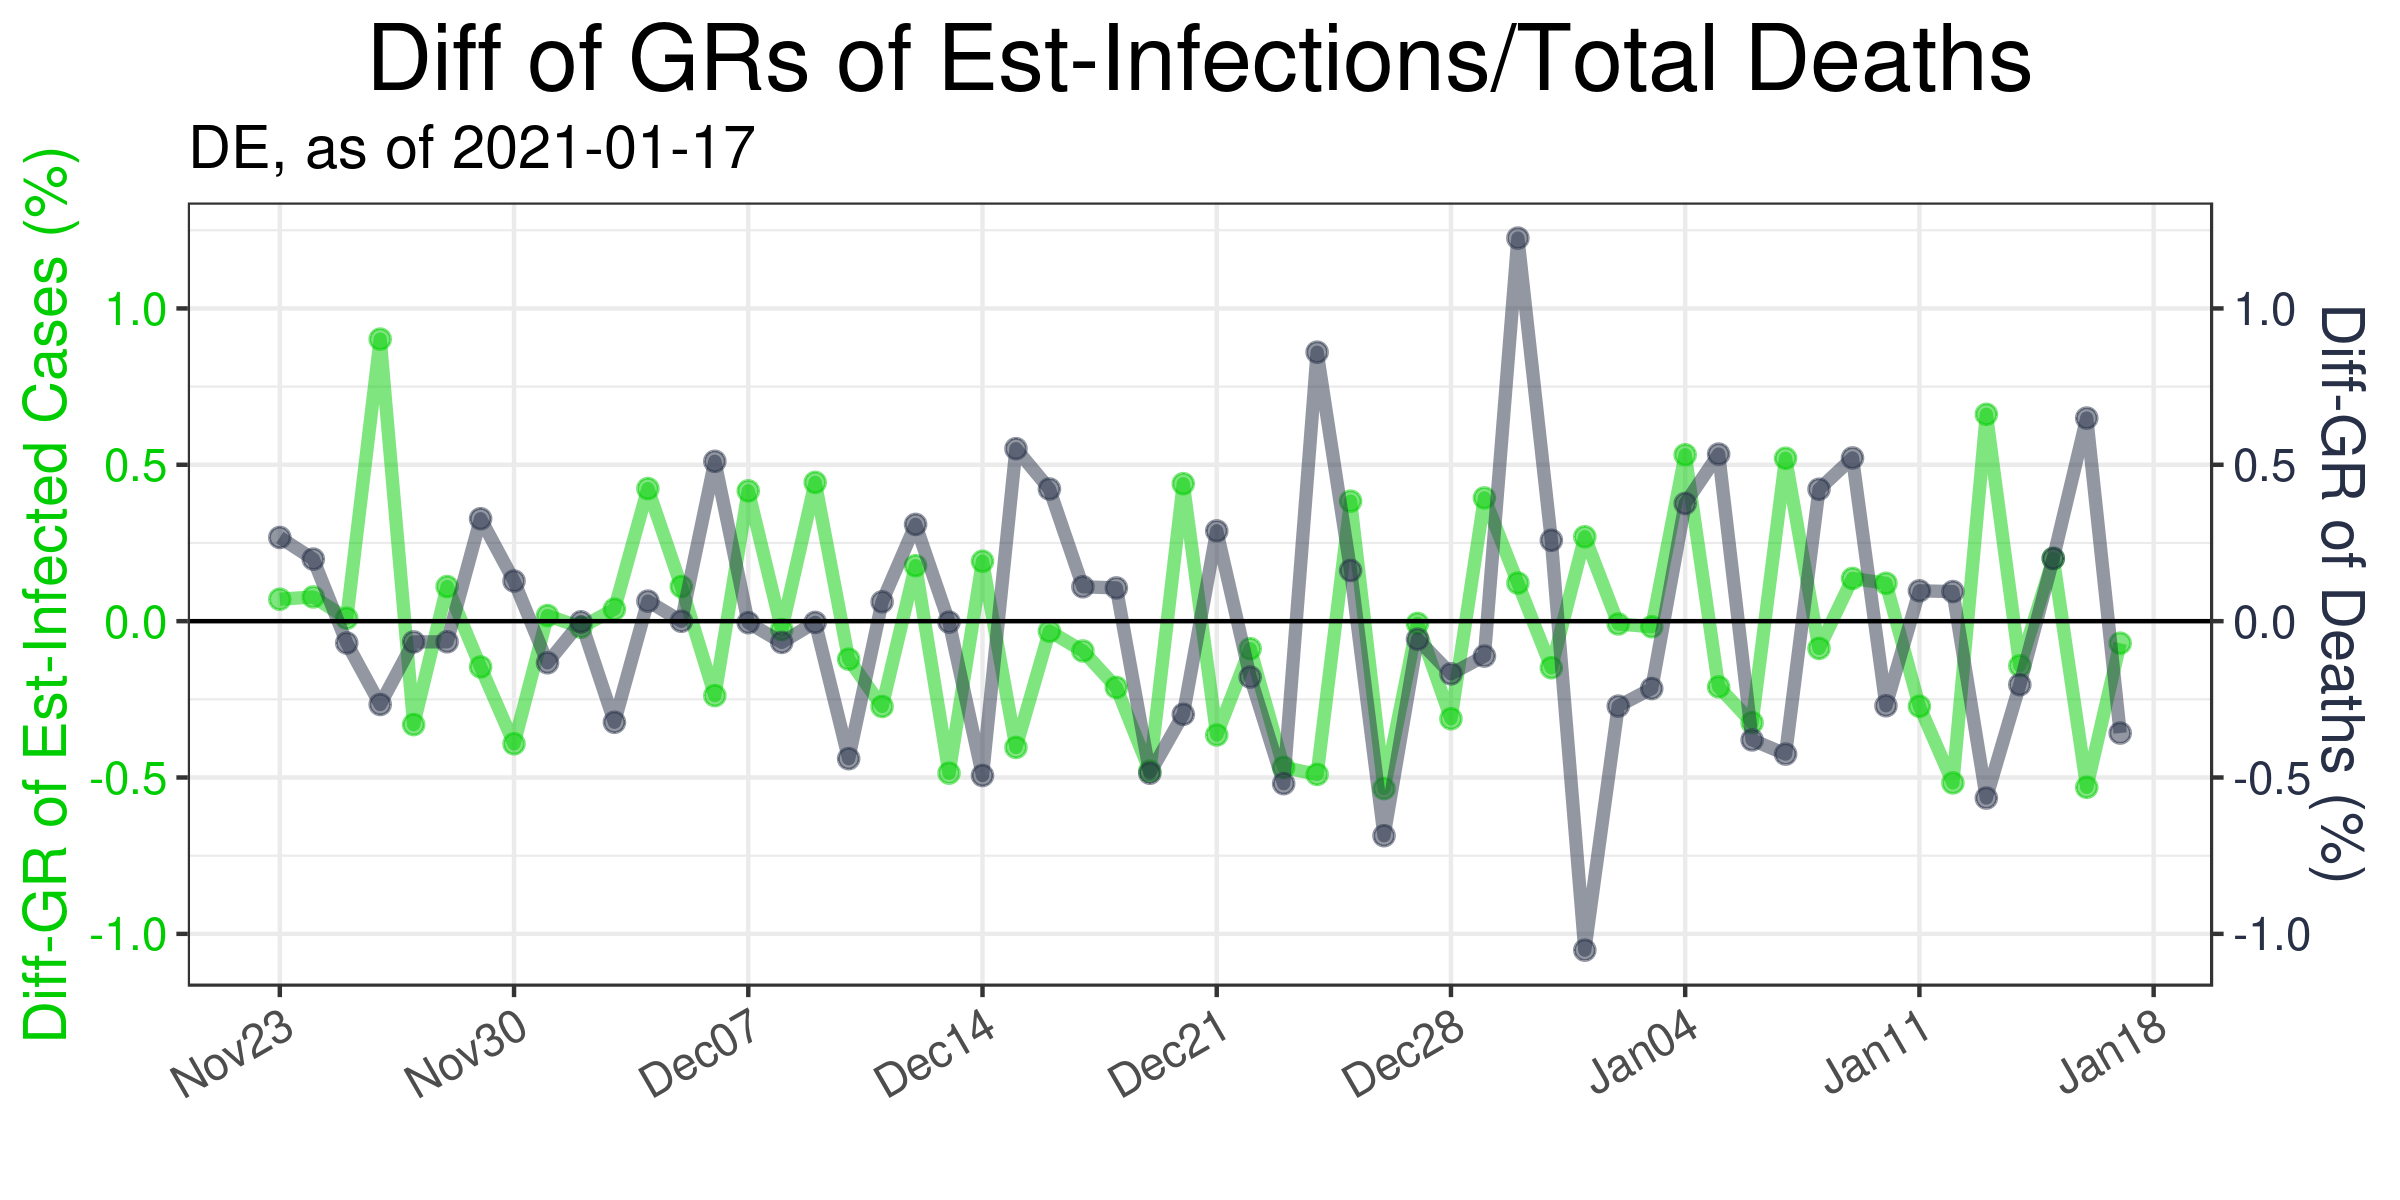 Diff of GRs of Est-Infections/Total Deaths
DE, as of 2021-01-17
Diff-GR of Est-Infected Cases (%)
1.0
0.5
0.0
-0.5
-1.0
1.0
0.5
0.0
-0.5
-1.0
Diff-GR of Deaths (%)
Nov23
Nov30
Dec07
Dec14
Dec21
Dec28
Jan04
Jan11
Jan18